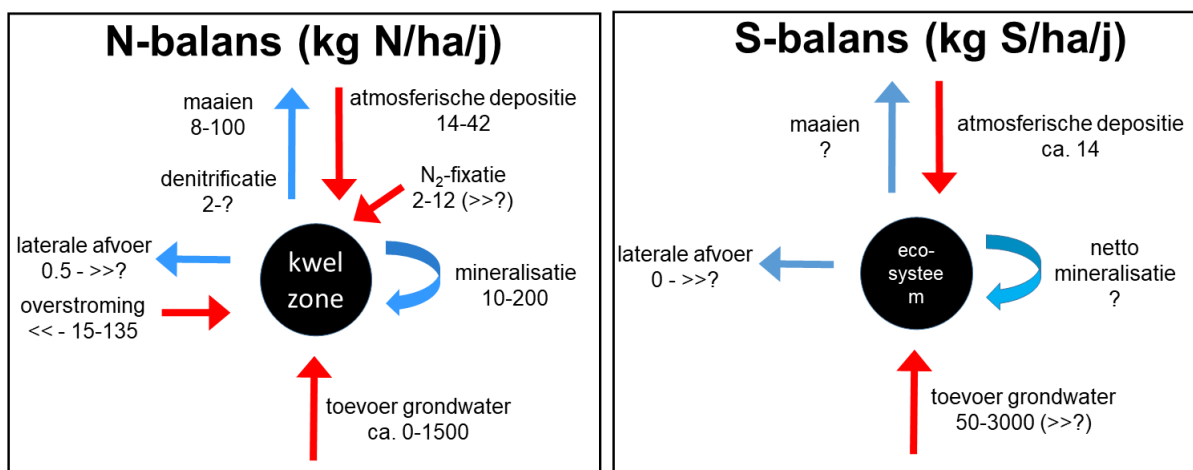 N-balans (kg N/ha/j)
maaien
8-100
atmosferische depositie
14-42
denitrificatie
2-?
N₂-fixatie
2-12 (>>?)
laterale afvoer
0.5 - >>?
overstroming
<< - 15-135
kwel
zone
mineralisatie
10-200
toevoer grondwater
ca. 0-1500
S-balans (kg S/ha/j)
maaien
?
atmosferische depositie
ca. 14
laterale afvoer
0 - >>?
eco-
systee
m
netto
mineralisatie
?
toevoer grondwater
50-3000 (>>?)